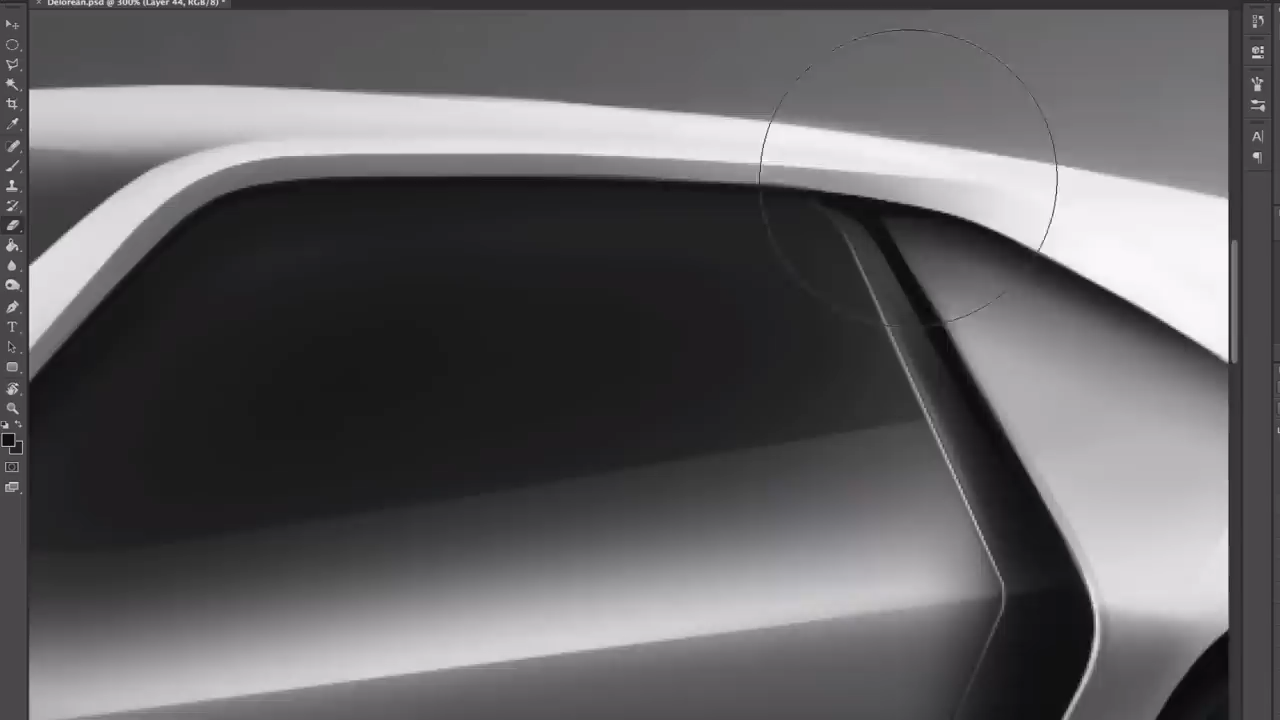 × Delorean.psd @ 300% (Layer 44, RGB/8) *
T
A|
¶